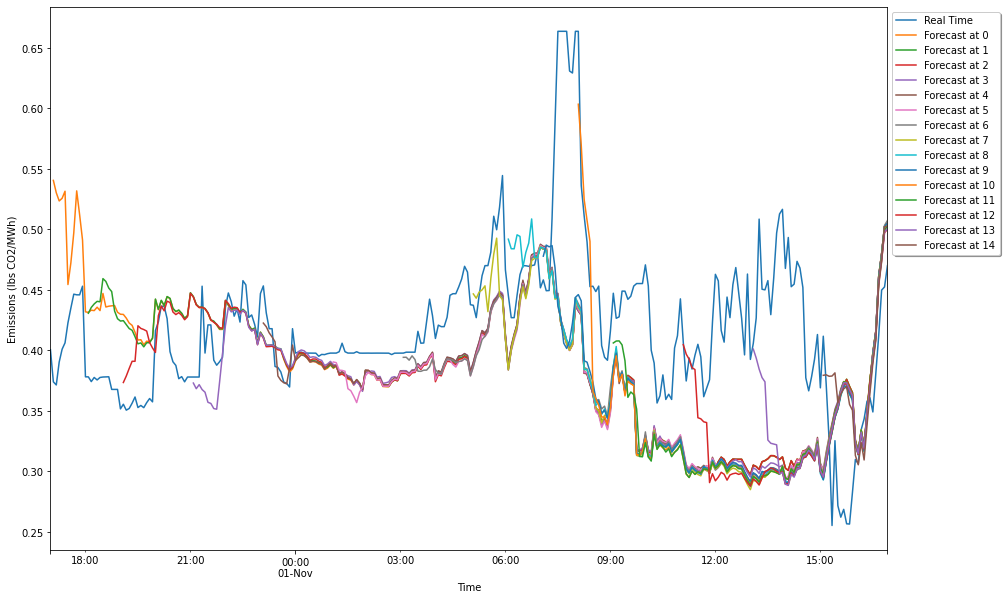 0.65
0.60
0.55
0.50
0.45
0.40
0.35
0.30
0.25
Emissions (lbs CO2/MWh)
18:00
21:00
00:00
01-Nov
03:00
06:00
09:00
12:00
15:00
Time
Real Time
Forecast at 0
Forecast at 1
Forecast at 2
Forecast at 3
Forecast at 4
Forecast at 5
Forecast at 6
Forecast at 7
Forecast at 8
Forecast at 9
Forecast at 10
Forecast at 11
Forecast at 12
Forecast at 13
Forecast at 14